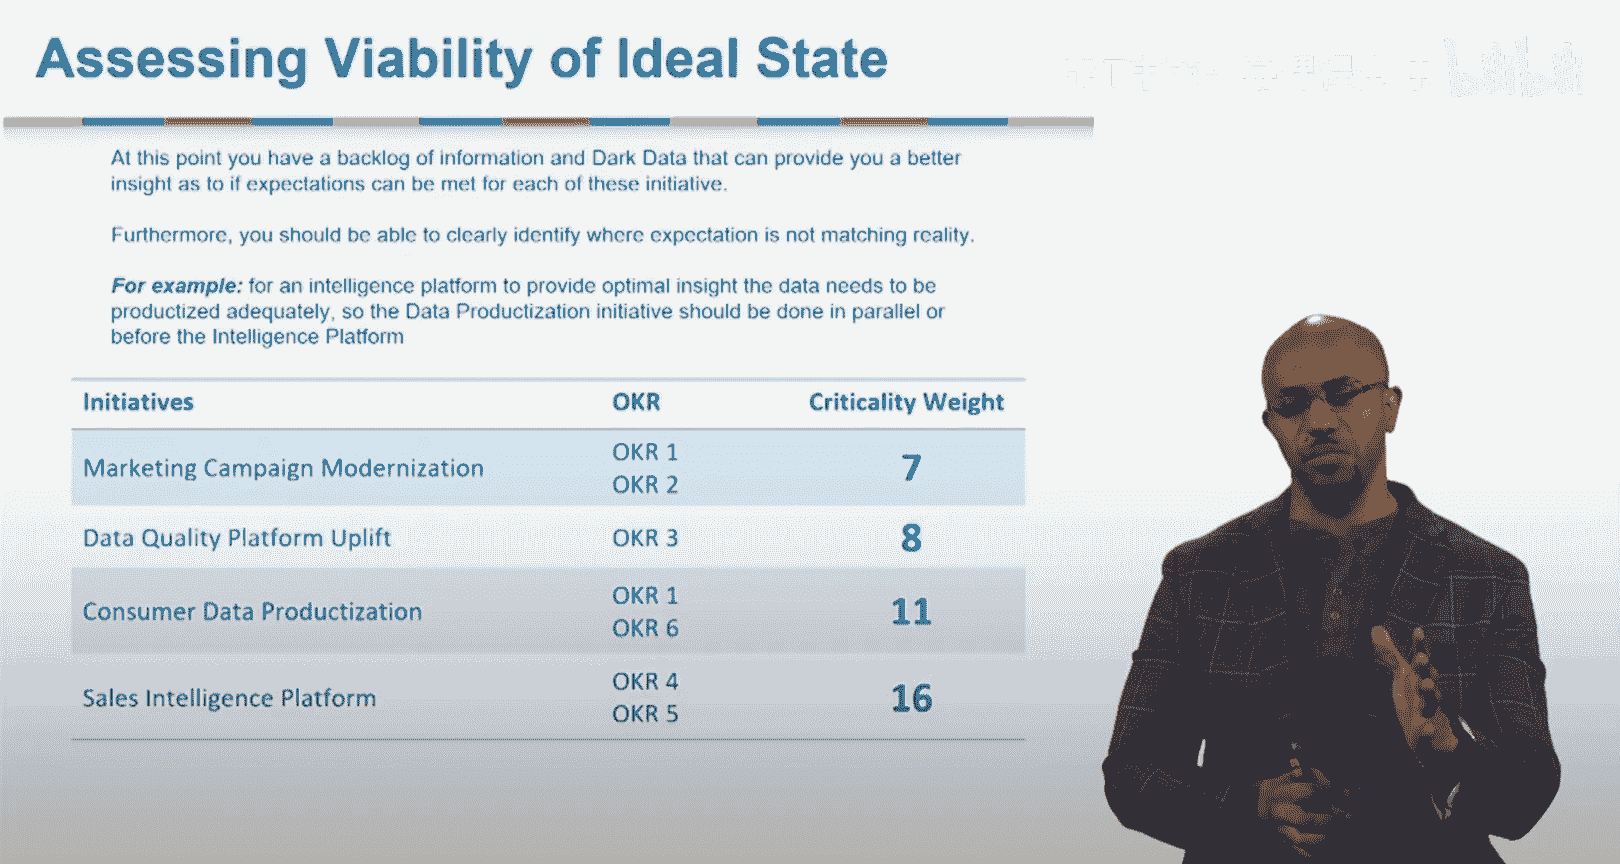 Assessing Viability of Ideal State
At this point you have a backlog of information and Dark Data that can provide you a better
insight as to if expectations can be met for each of these initiative.
Furthermore, you should be able to clearly identify where expectation is not matching reality.
For example: for an intelligence platform to provide optimal insight the data needs to be
productized adequately, so the Data Productization initiative should be done in parallel or
before the Intelligence Platform
Initiatives OKR Criticality Weight
Marketing Campaign Modernization OKR 1 7
OKR 2
Data Quality Platform Uplift OKR 3 8
Consumer Data Productization OKR 1 11
OKR 6
Sales Intelligence Platform OKR 4 16
OKR 5